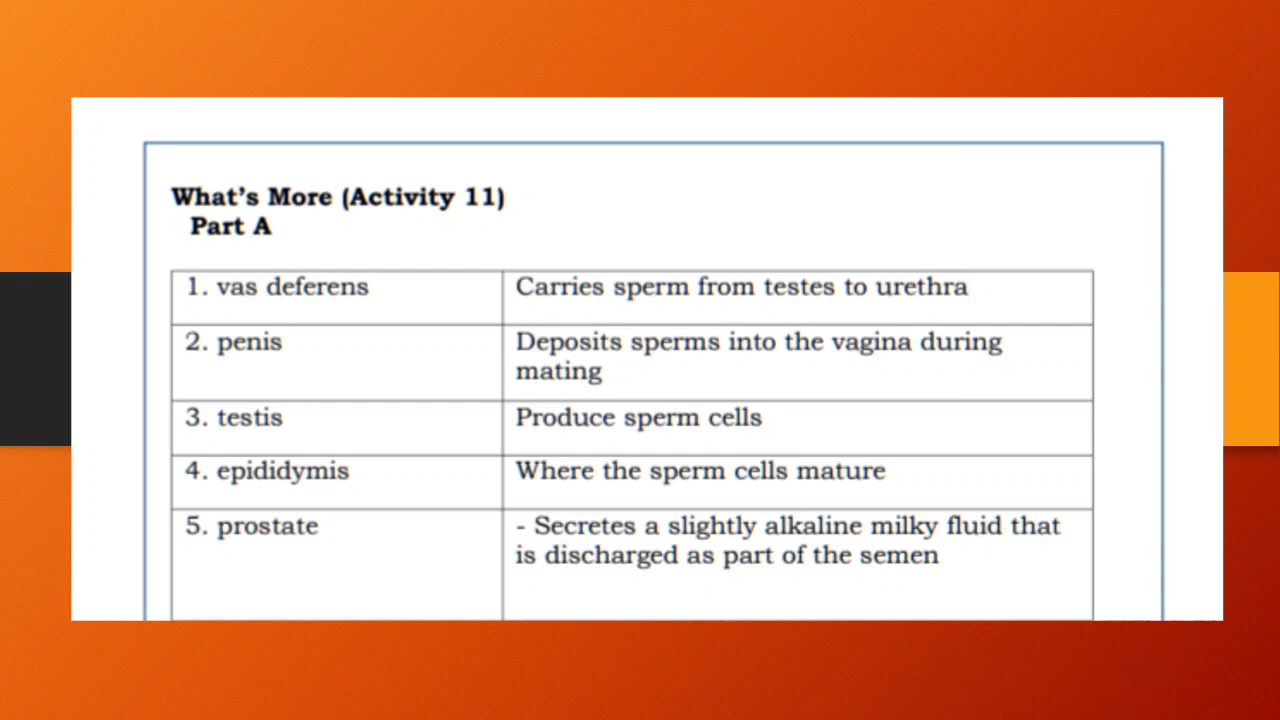 What's More (Activity 11)
Part A
1. vas deferens
Carries sperm from testes to urethra
2. penis
Deposits sperms into the vagina during
mating
3. testis
Produce sperm cells
4. epididymis
Where the sperm cells mature
5. prostate
- Secretes a slightly alkaline milky fluid that
is discharged as part of the semen